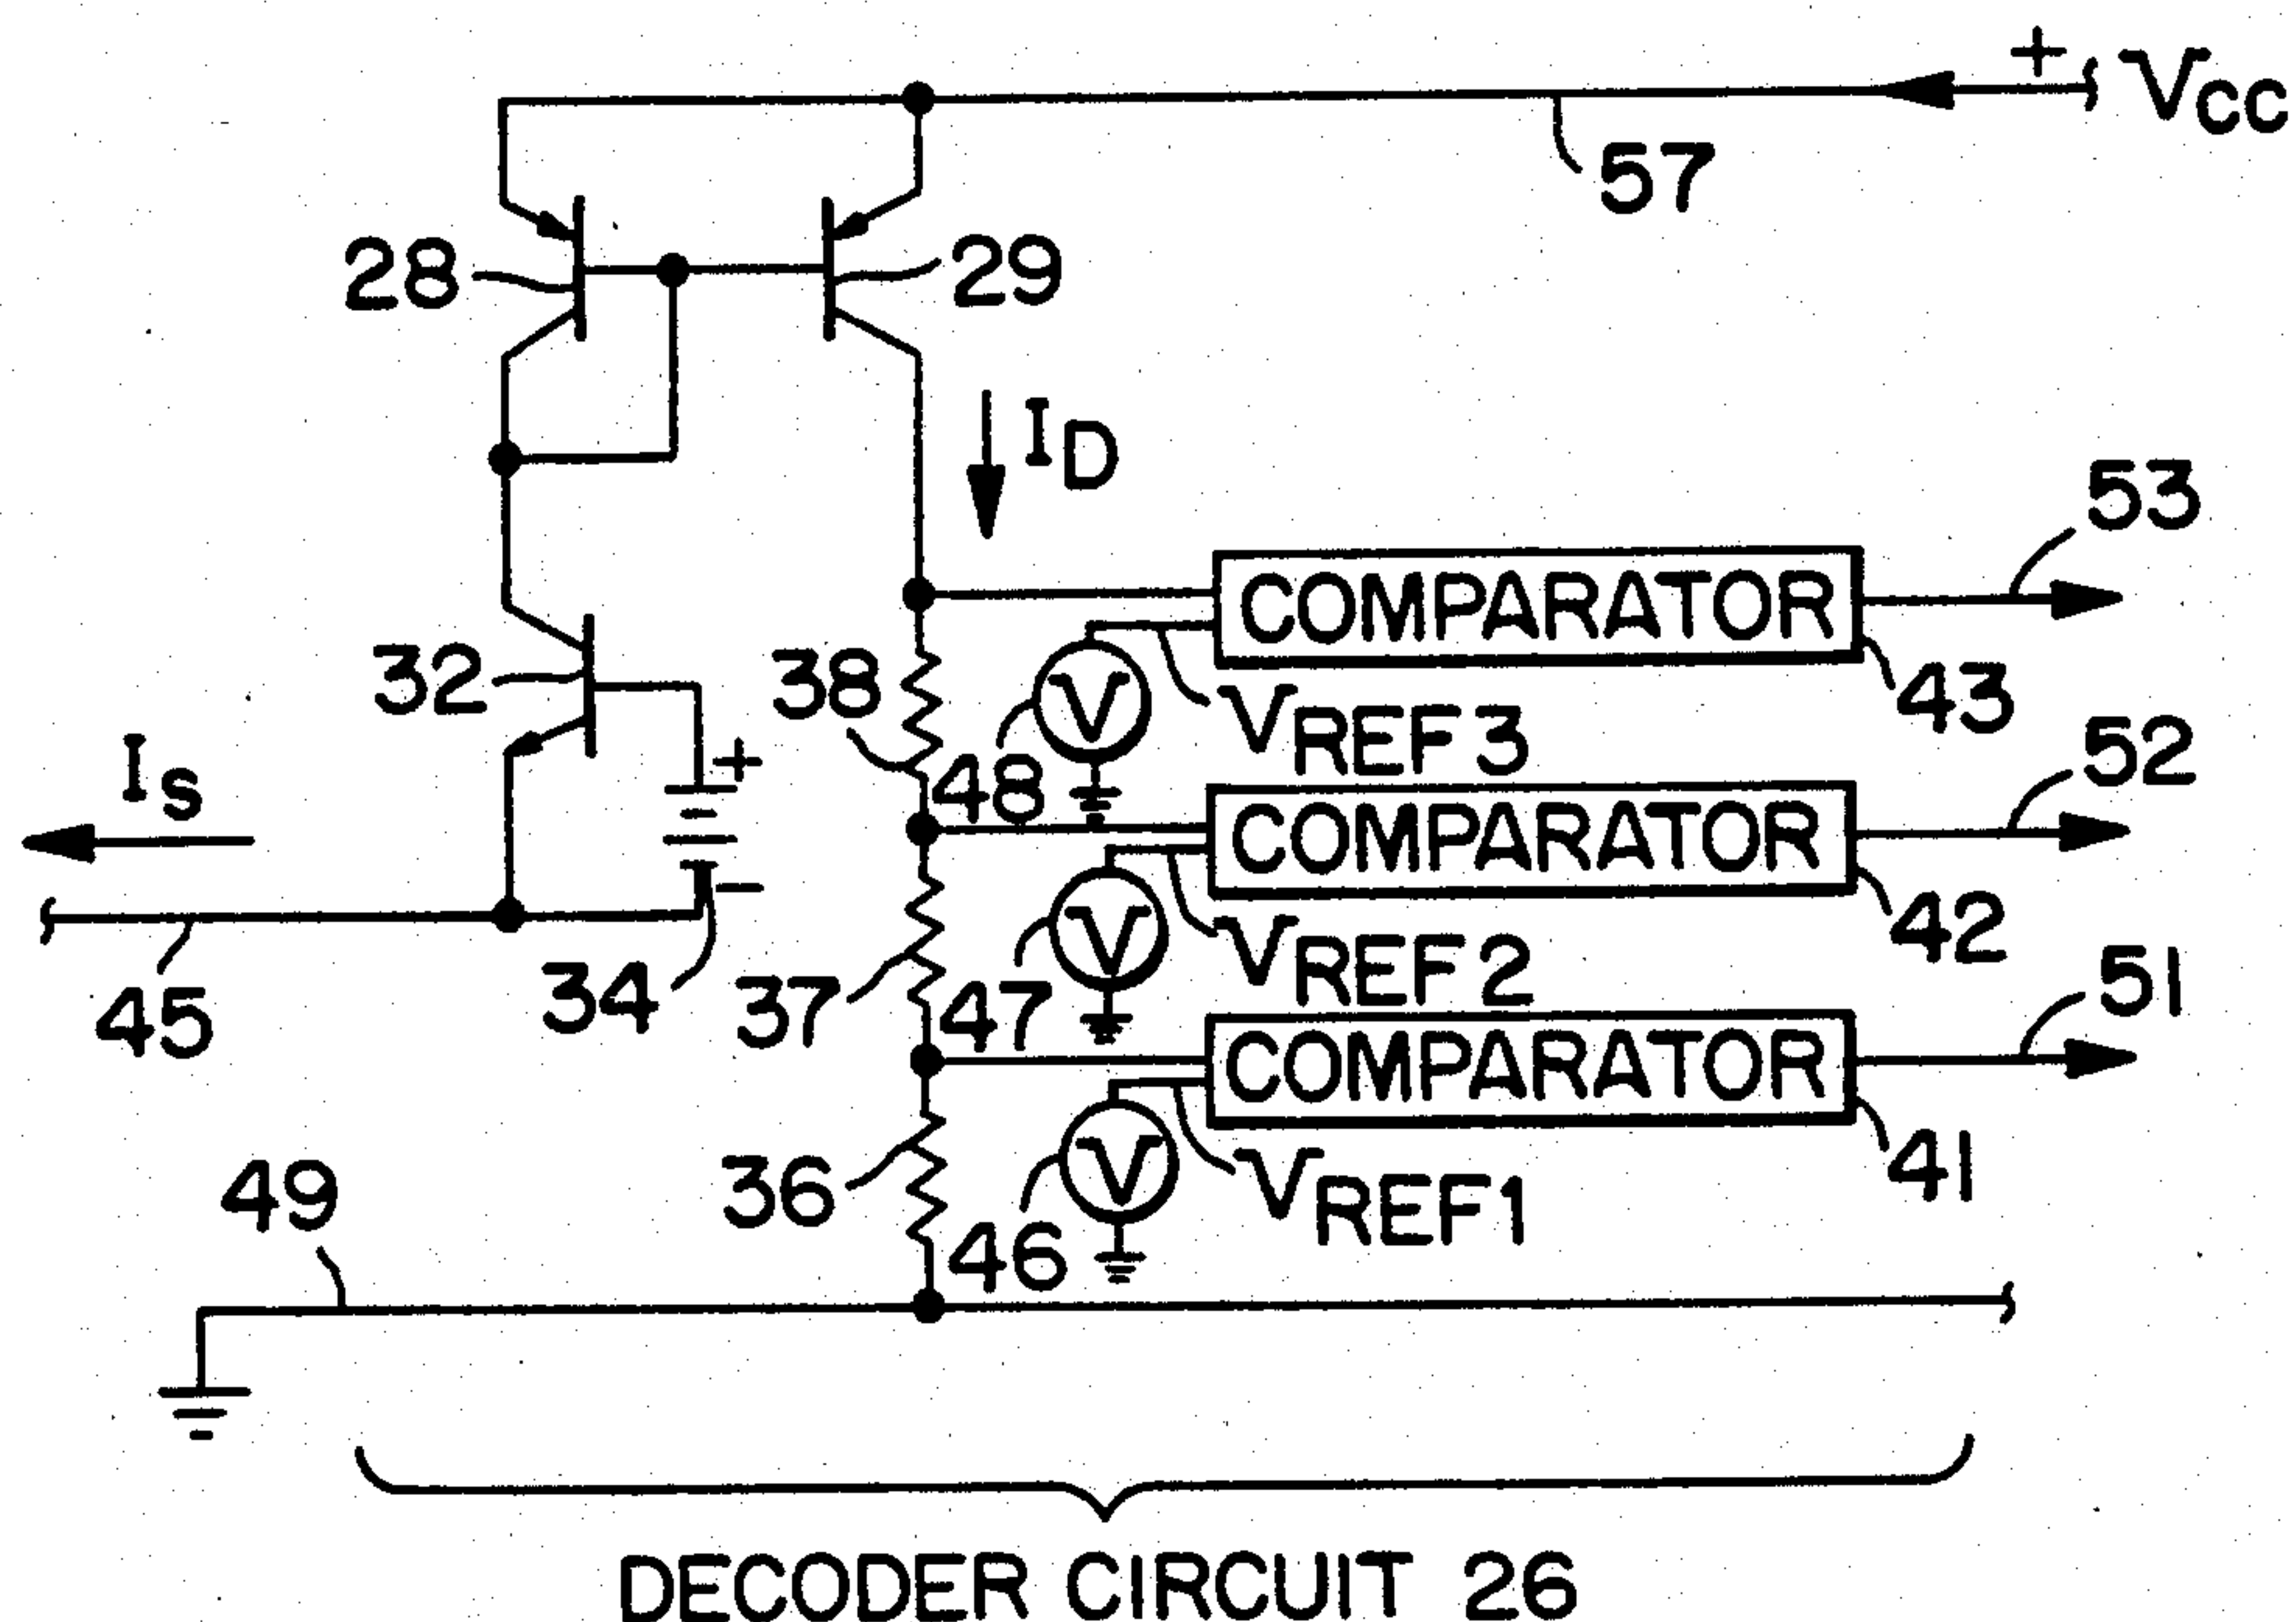 + VCC
57
28
29
ID
53
COMPARATOR
32
38
V
43
VREF3
52
IS
+
48
COMPARATOR
42
V
VREF2
51
45
34
-
37
47
COMPARATOR
41
36
V
VREF1
49
46
DECODER CIRCUIT 26